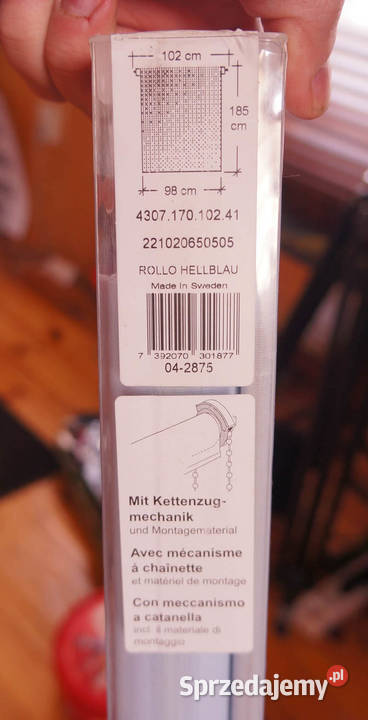 102 cm
185
cm
98 cm
4307.170.102.41
221020650505
ROLLO HELLBLAU
Made in Sweden
7 392070 301877
04-2875
Mit Kettenzug-
mechanik
und Montagematerial
Avec mécanisme
à chaînette
et matériel de montage
Con meccanismo
a catanella
incl. il materiale di
montaggio
Sprzedajemy.pl